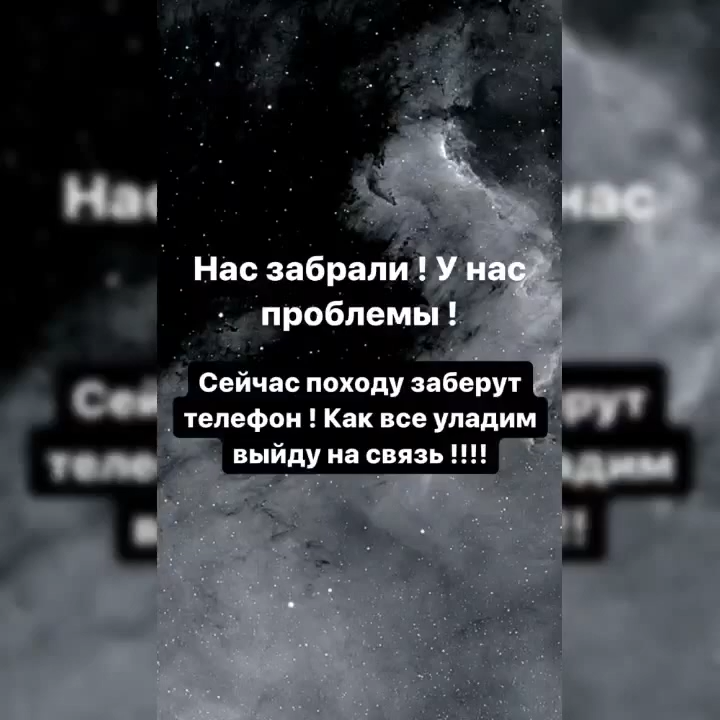 Нас забрали ! У нас
проблемы !
Сейчас походу заберут
телефон ! Как все уладим
выйду на связь !!!!